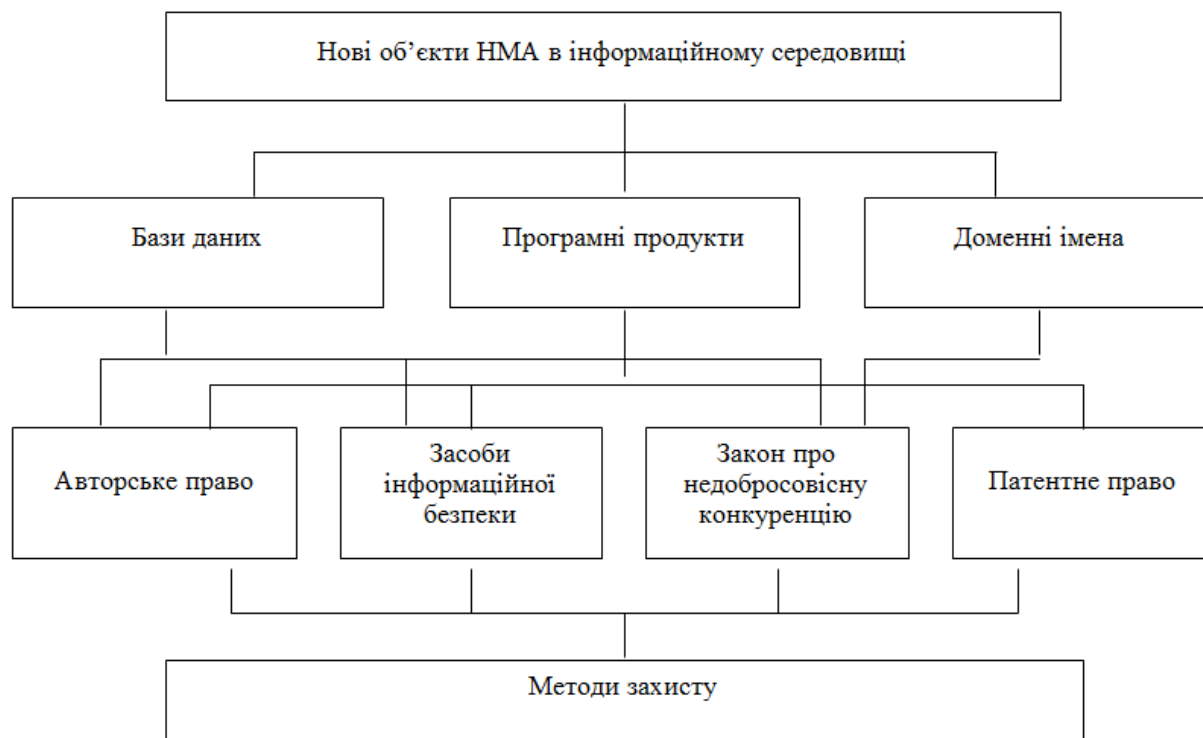 Нові об’єкти НМА в інформаційному середовищі
Бази даних
Програмні продукти
Доменні імена
Авторське право
Засоби
інформаційної
безпеки
Закон про
недобросовісну
конкуренцію
Патентне право
Методи захисту